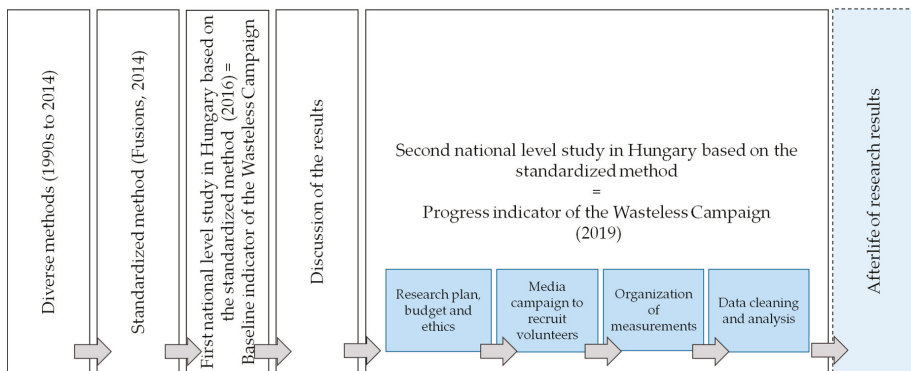 Diverse methods (1990s to 2014)
Standardized method (Fusions, 2014)
First national level study in Hungary based on
the standardized method  (2016) =
Baseline indicator of the Wasteless Campaign
Discussion of the results
Second national level study in Hungary based on the
standardized method
=
Progress indicator of the Wasteless Campaign
(2019)
Research plan,
budget and
ethics
Media
campaign to
recruit
volunteers
Organization
of
measurements
Data cleaning
and analysis
Afterlife of research results